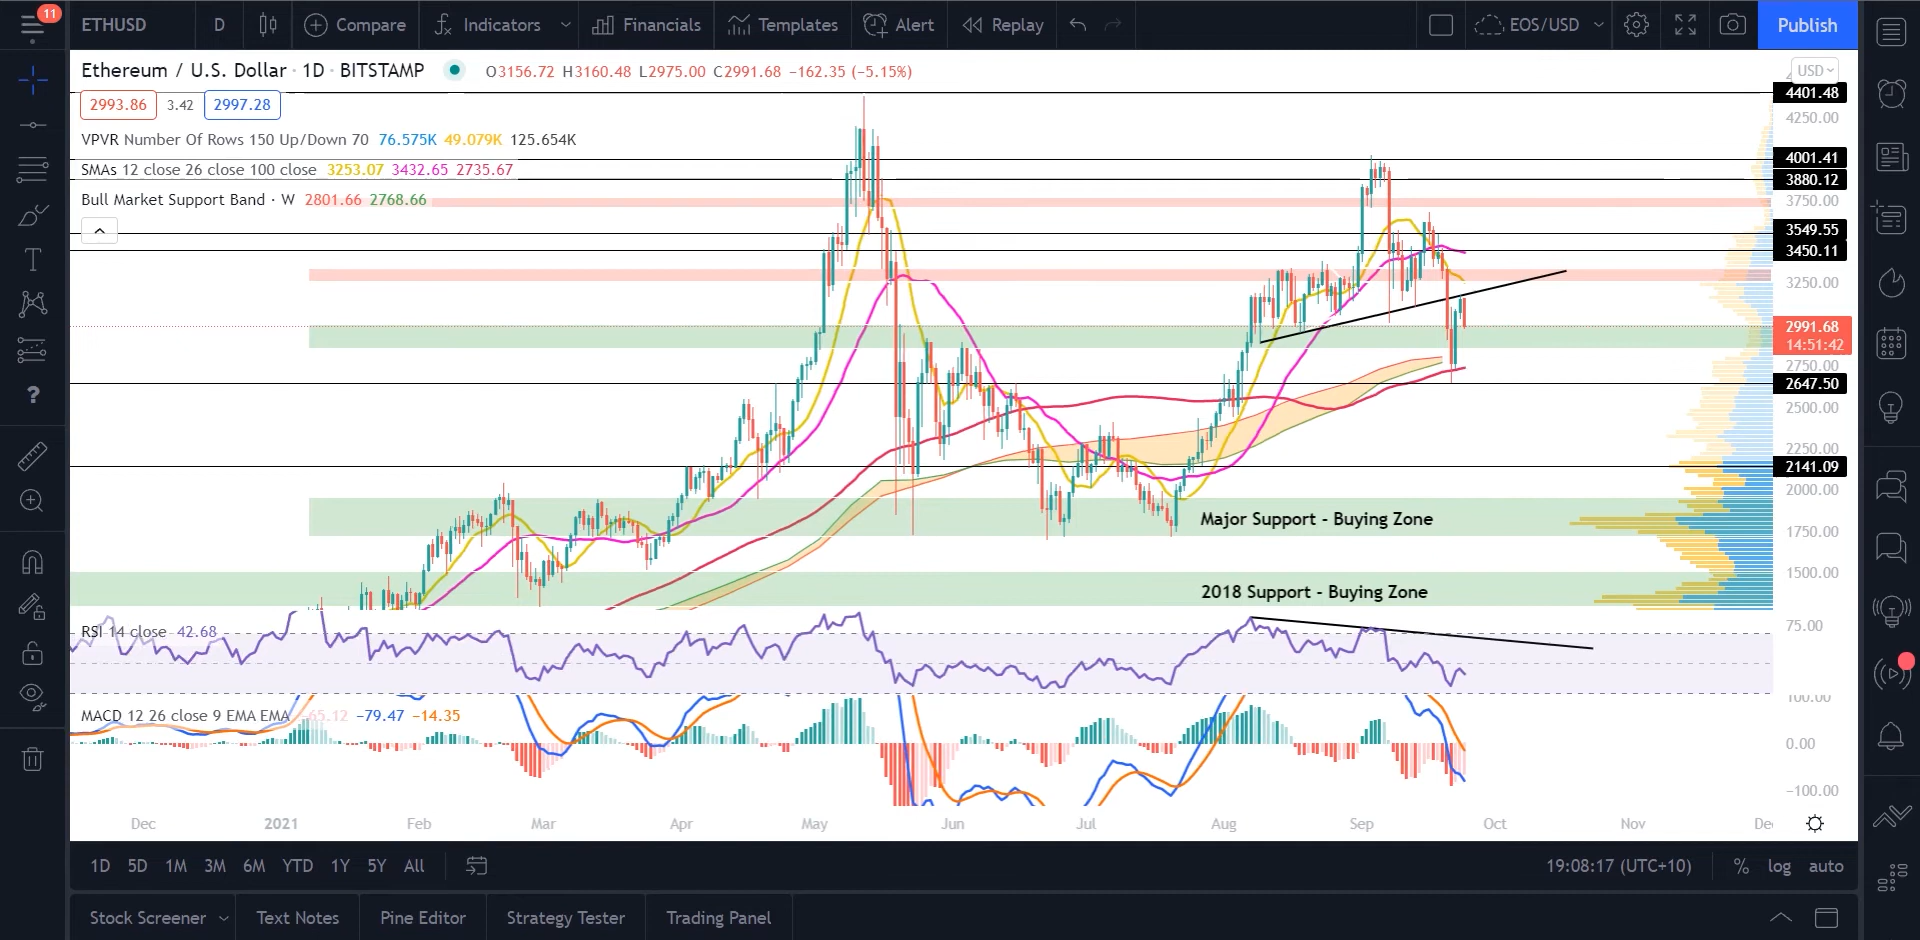 11
ETHUSD D Compare Indicators Financials Templates Alert Replay EOS/USD Publish
Ethereum / U.S. Dollar · 1D · BITSTAMP O3156.72 H3160.48 L2975.00 C2991.68 −162.35 (−5.15%)
USD
2993.86 3.42 2997.28
4401.48
4250.00
VPVR Number Of Rows 150 Up/Down 70 76.575K 49.079K 125.654K
4001.41
SMAs 12 close 26 close 100 close 3253.07 3432.65 2735.67
3880.12
Bull Market Support Band · W 2801.66 2768.66
3750.00
3549.55
3450.11
3250.00
2991.68
14:51:42
2750.00
2647.50
2500.00
2250.00
2141.09
2000.00
Major Support - Buying Zone
1750.00
1500.00
2018 Support - Buying Zone
RSI 14 close 42.68
75.00
100.00
MACD 12 26 close 9 EMA EMA −65.12 −79.47 −14.35
0.00
−100.00
Dec 2021 Feb Mar Apr May Jun Jul Aug Sep Oct Nov
1D 5D 1M 3M 6M YTD 1Y 5Y All 19:08:17 (UTC+10) % log auto
Stock Screener Text Notes Pine Editor Strategy Tester Trading Panel